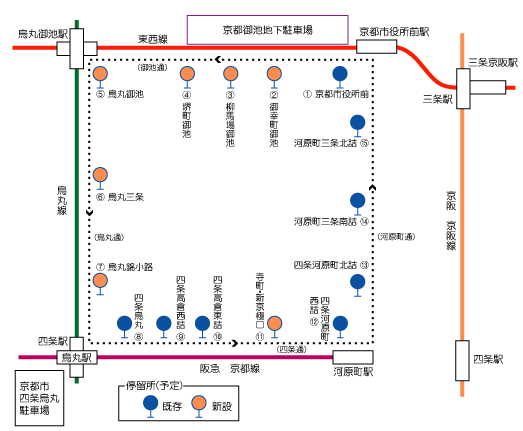 烏丸御池駅
東西線
京都御池地下駐車場
京都市役所前駅
三条京阪駅
三条駅
(御池通)
⑤ 烏丸御池
④ 堺町御池
③ 柳馬場御池
② 御幸町御池
① 京都市役所前
河原町三条北詰 ⑮
⑥ 烏丸三条
烏丸線
(烏丸通)
河原町三条南詰 ⑭
(河原町通)
京阪 京阪線
⑦ 烏丸錦小路
四条河原町北詰 ⑬
四条烏丸 ⑧
四条高倉西詰 ⑨
四条高倉東詰 ⑩
寺町・新京極口 ⑪
四条河原町
西詰 ⑫
四条駅
(四条通)
烏丸駅
阪急 京都線
河原町駅
四条駅
京都市
四条烏丸
駐車場
停留所(予定)
既存
新設